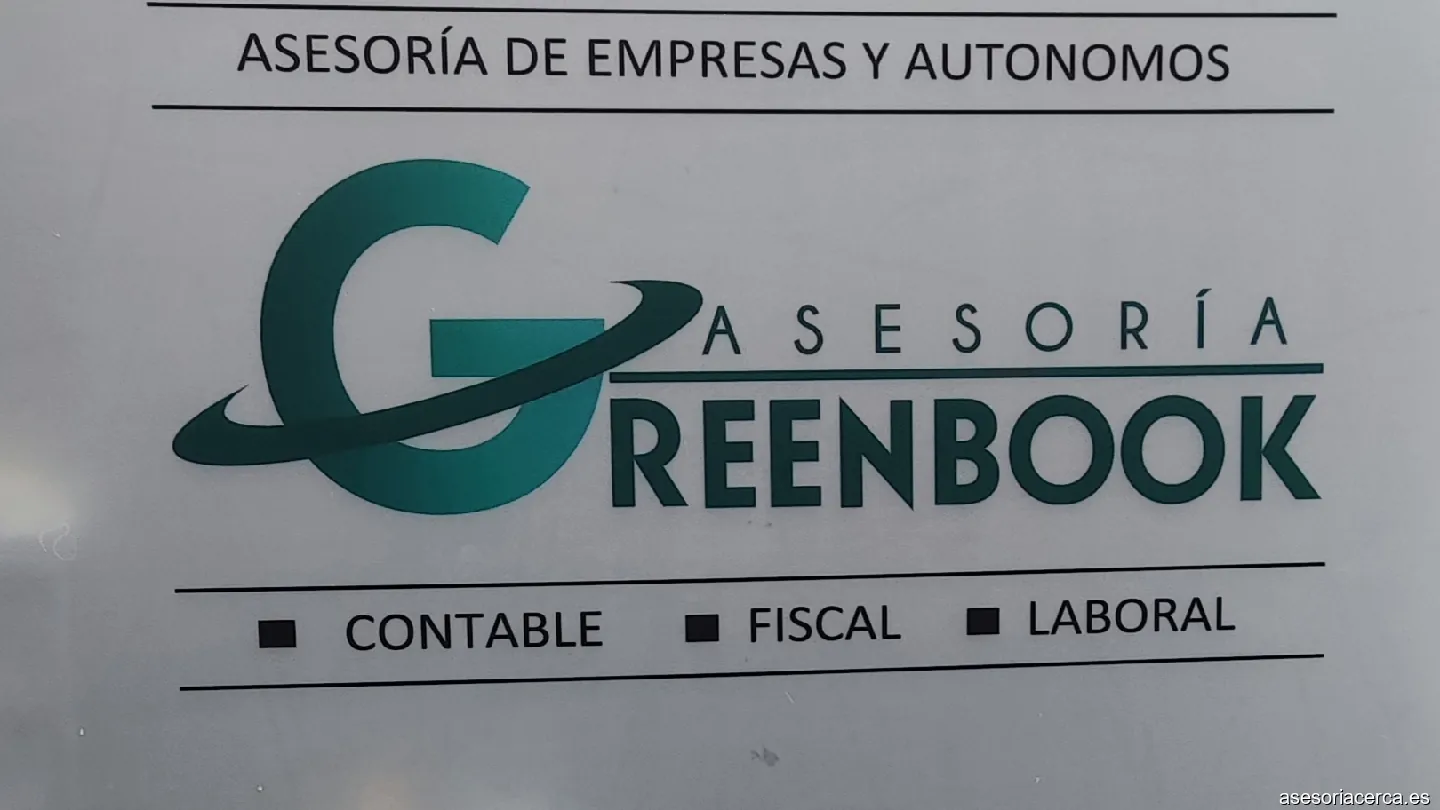 ASESORÍA DE EMPRESAS Y AUTONOMOS
ASESORÍA
GREENBOOK
■ CONTABLE ■ FISCAL ■ LABORAL
asesoriacerca.es